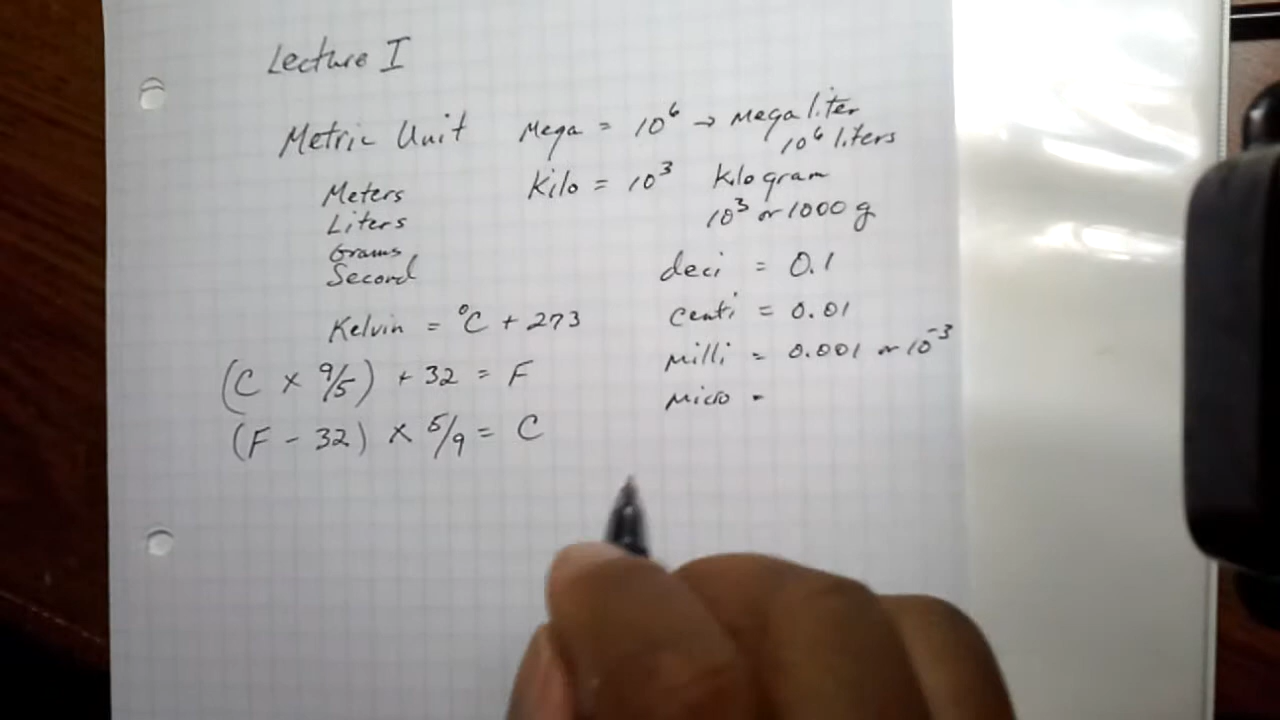 Lecture I
Metric Unit Mega = 10⁶ → Mega liter
10⁶ liters
Meters Kilo = 10³ Kilogram
Liters 10³ or 1000 g
Grams
Second deci = 0.1
Kelvin = °C + 273 centi = 0.01
(C × 9/5) + 32 = F Milli = 0.001 or 10⁻³
(F - 32) × 5/9 = C Micro -